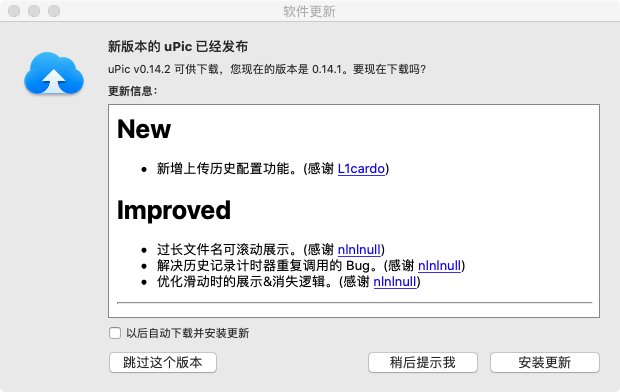 软件更新
新版本的 uPic 已经发布
uPic v0.14.2 可供下载，您现在的版本是 0.14.1。要现在下载吗?
更新信息：
New
• 新增上传历史配置功能。(感谢 L1cardo)
Improved
• 过长文件名可滚动展示。(感谢 nlnlnull)
• 解决历史记录计时器重复调用的 Bug。(感谢 nlnlnull)
• 优化滑动时的展示&消失逻辑。(感谢 nlnlnull)
以后自动下载并安装更新
跳过这个版本
稍后提示我
安装更新